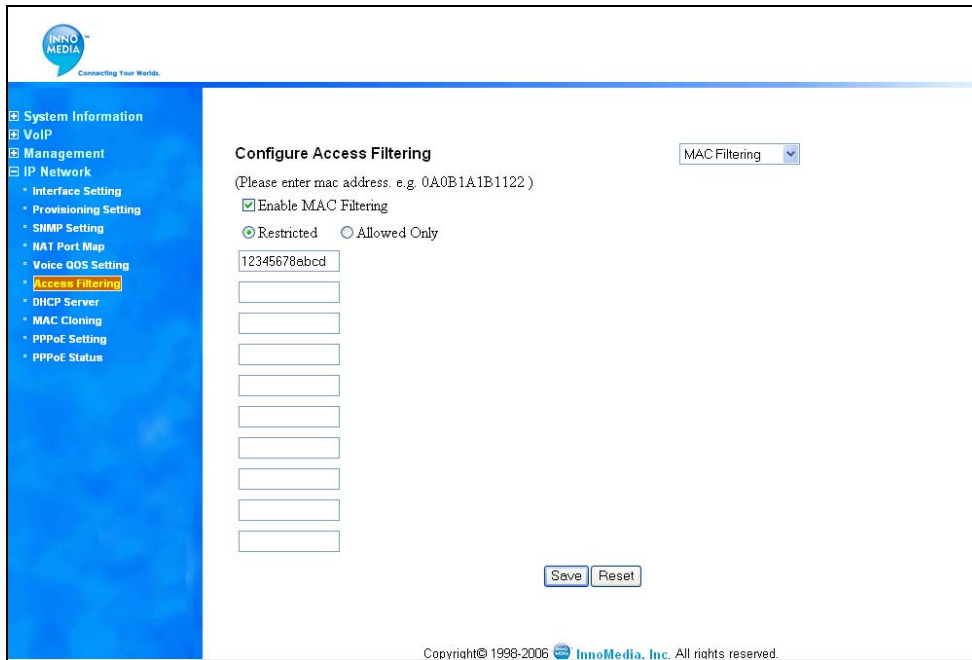 INNO
MEDIA
™
Connecting Your Worlds.
System Information
VoIP
Management
IP Network
Interface Setting
Provisioning Setting
SNMP Setting
NAT Port Map
Voice QOS Setting
Access Filtering
DHCP Server
MAC Cloning
PPPoE Setting
PPPoE Status
Configure Access Filtering
MAC Filtering
(Please enter mac address. e.g. 0A0B1A1B1122 )
Enable MAC Filtering
Restricted Allowed Only
12345678abcd
Save Reset
Copyright© 1998-2006 InnoMedia, Inc. All rights reserved.